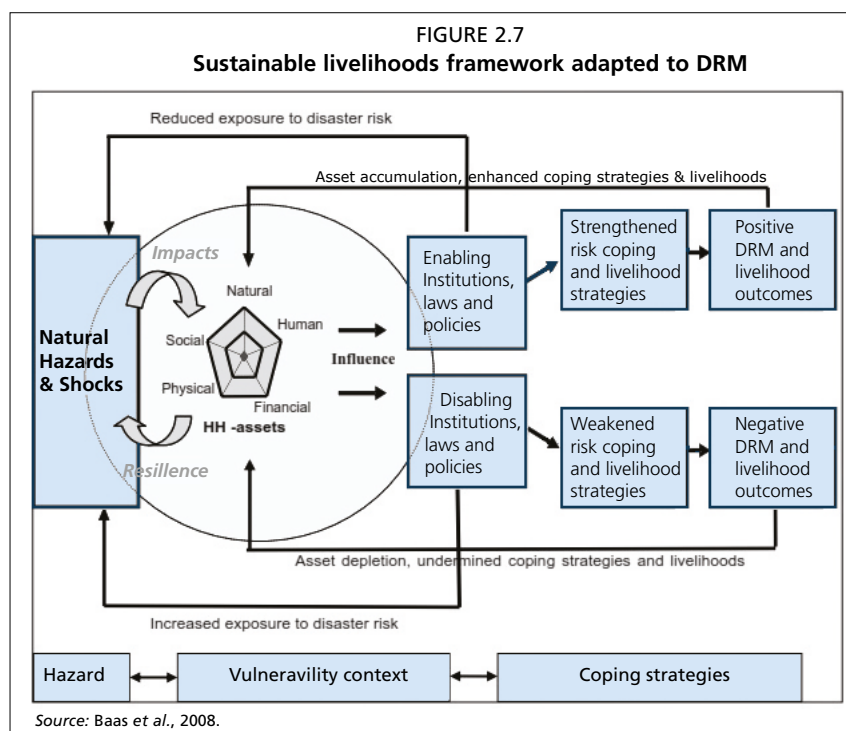 FIGURE 2.7
Sustainable livelihoods framework adapted to DRM
Reduced exposure to disaster risk
Asset accumulation, enhanced coping strategies & livelihoods
Natural
Hazards
& Shocks
Impacts
Resillence
Natural
Human
Social
Physical
Financial
HH -assets
Influence
Enabling
Institutions,
laws and
policies
Strengthened
risk coping
and livelihood
strategies
Positive
DRM and
livelihood
outcomes
Disabling
Institutions,
laws and
policies
Weakened
risk coping
and livelihood
strategies
Negative
DRM and
livelihood
outcomes
Asset depletion, undermined coping strategies and livelihoods
Increased exposure to disaster risk
Hazard
Vulneravility context
Coping strategies
Source: Baas et al., 2008.